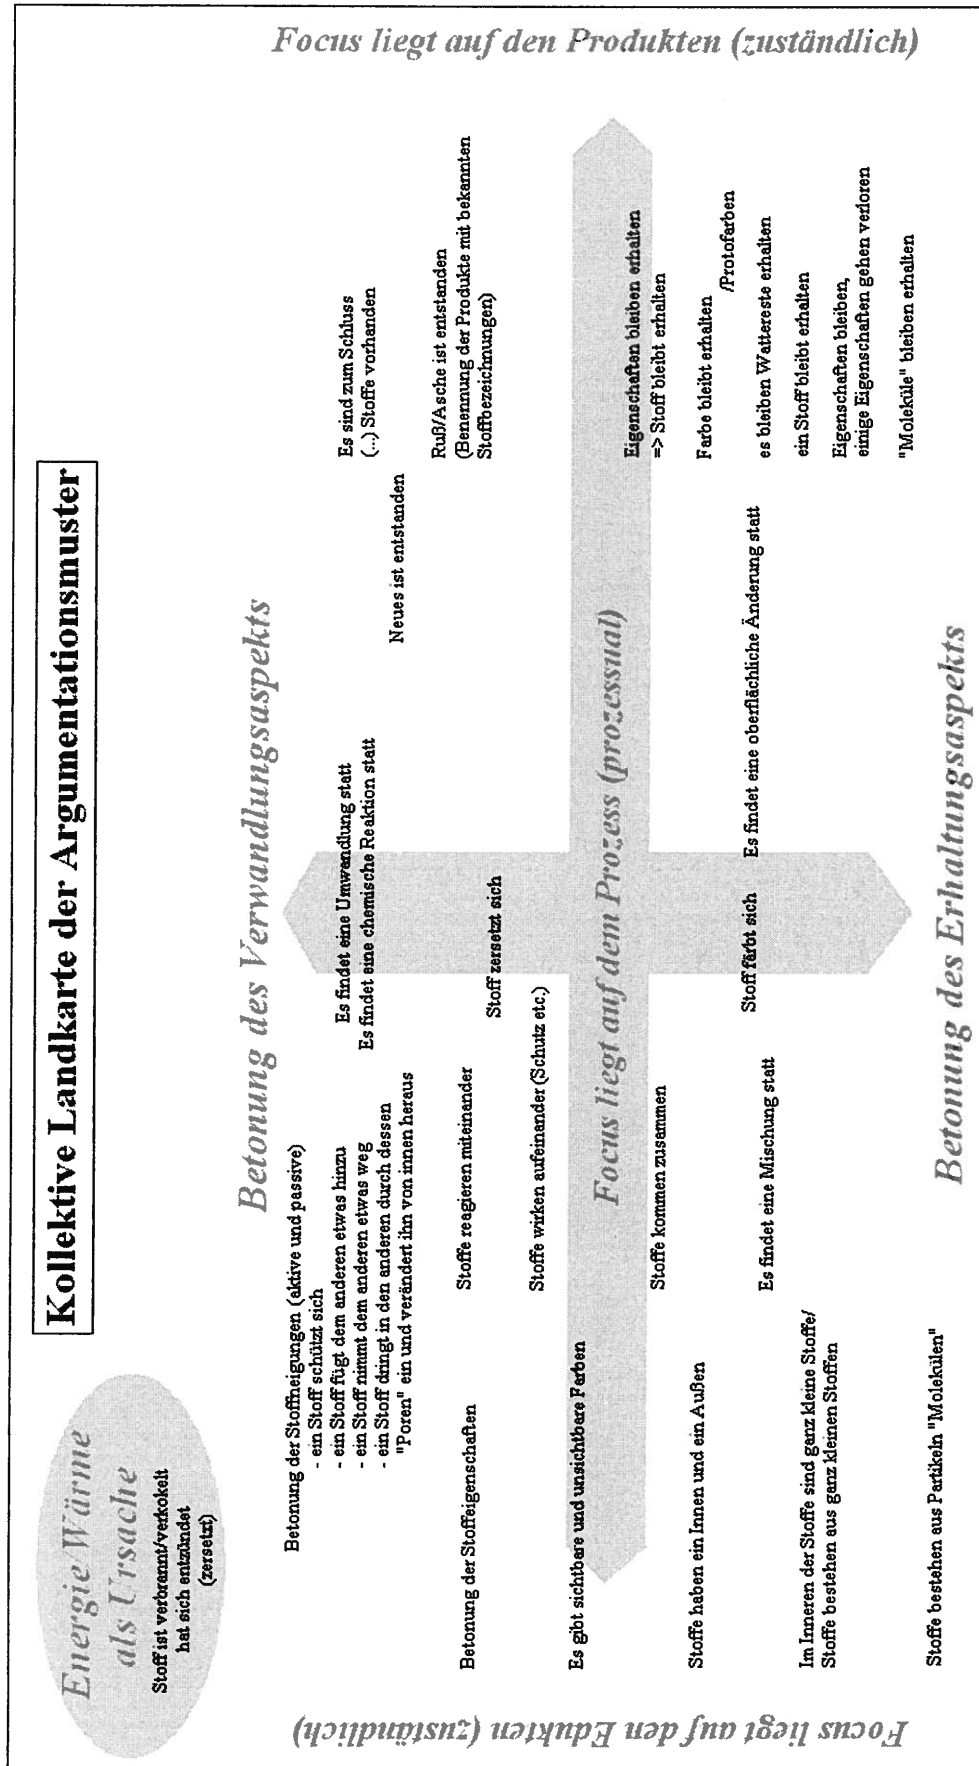 Kollektive Landkarte der Argumentationsmuster
Energie/Wärme
als Ursache
Stoff ist verbrannt/verkokelt
hat sich entzündet
(zersetzt)
Betonung des Verwandlungsaspekts
Focus liegt auf den Edukten (zuständlich)
Betonung der Stoffneigungen (aktive und passive)
- ein Stoff schützt sich
- ein Stoff fügt dem anderen etwas hinzu
- ein Stoff nimmt dem anderen etwas weg
- ein Stoff dringt in den anderen durch dessen
"Poren" ein und verändert ihn von innen heraus
Betonung der Stoffeigenschaften
Es gibt sichtbare und unsichtbare Farben
Stoffe haben ein Innen und ein Außen
Im Inneren der Stoffe sind ganz kleine Stoffe/
Stoffe bestehen aus ganz kleinen Stoffen
Stoffe bestehen aus Partikeln "Molekülen"
Es findet eine Umwandlung statt
Es findet eine chemische Reaktion statt
Stoffe reagieren miteinander
Stoff zersetzt sich
Stoffe wirken aufeinander (Schutz etc.)
Focus liegt auf dem Prozess (prozessual)
Stoffe kommen zusammen
Stoff färbt sich
Es findet eine oberflächliche Änderung statt
Es findet eine Mischung statt
Neues ist entstanden
Es sind zum Schluss
(...) Stoffe vorhanden
Ruß/Asche ist entstanden
(Benennung der Produkte mit bekannten
Stoffbezeichnungen)
Eigenschaften bleiben erhalten
=> Stoff bleibt erhalten
Farbe bleibt erhalten
/Protofarben
es bleiben Wattereste erhalten
ein Stoff bleibt erhalten
Eigenschaften bleiben,
einige Eigenschaften gehen verloren
"Moleküle" bleiben erhalten
Focus liegt auf den Produkten (zuständlich)
Betonung des Erhaltungsaspekts